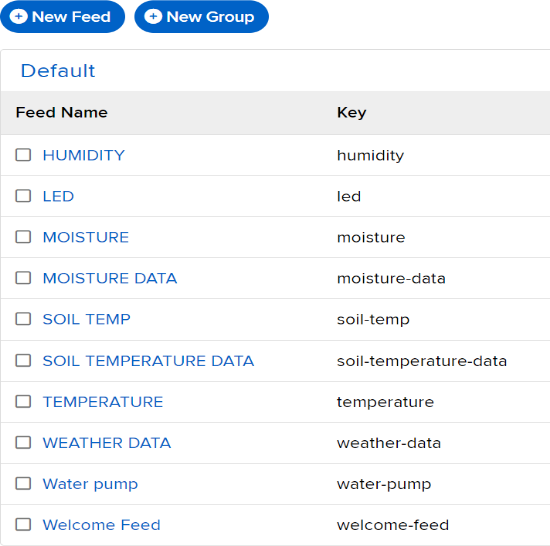 New Feed New Group
Default
Feed Name Key
HUMIDITY humidity
LED led
MOISTURE moisture
MOISTURE DATA moisture-data
SOIL TEMP soil-temp
SOIL TEMPERATURE DATA soil-temperature-data
TEMPERATURE temperature
WEATHER DATA weather-data
Water pump water-pump
Welcome Feed welcome-feed